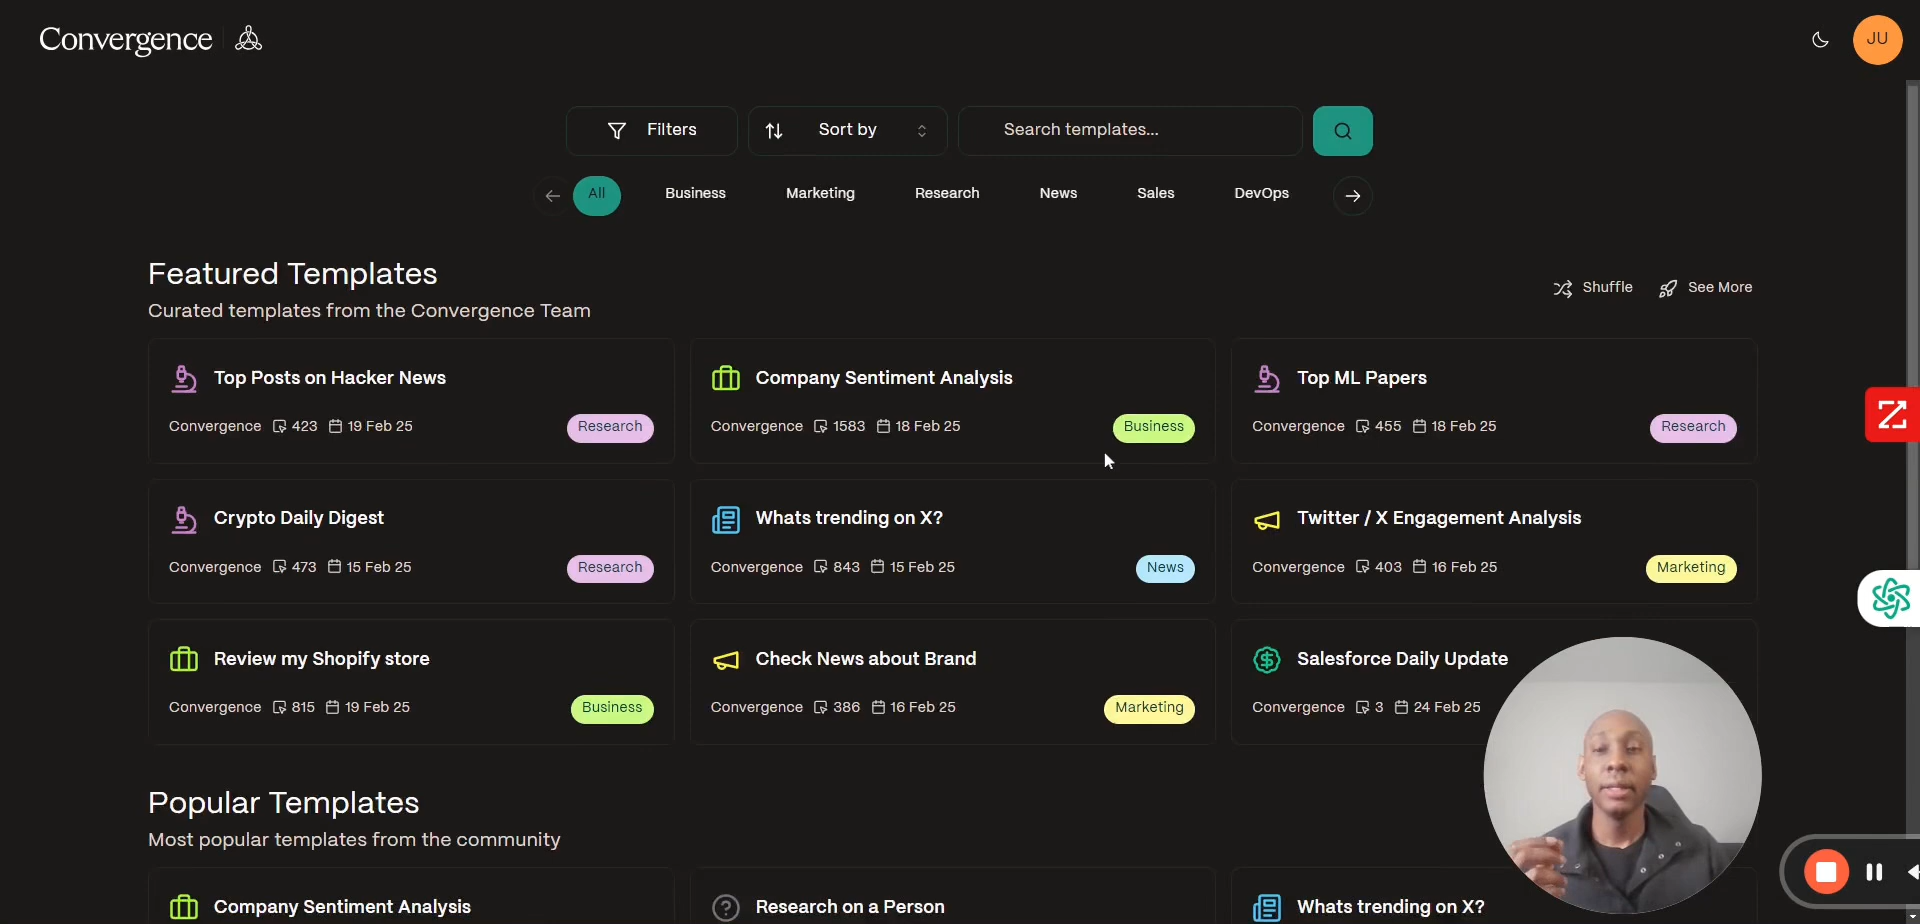 Convergence
JU
Filters
Sort by
Search templates...
All
Business
Marketing
Research
News
Sales
DevOps
Featured Templates
Curated templates from the Convergence Team
Shuffle
See More
Top Posts on Hacker News
Convergence 423 19 Feb 25
Research
Company Sentiment Analysis
Convergence 1583 18 Feb 25
Business
Top ML Papers
Convergence 455 18 Feb 25
Research
Crypto Daily Digest
Convergence 473 15 Feb 25
Research
Whats trending on X?
Convergence 843 15 Feb 25
News
Twitter / X Engagement Analysis
Convergence 403 16 Feb 25
Marketing
Review my Shopify store
Convergence 815 19 Feb 25
Business
Check News about Brand
Convergence 386 16 Feb 25
Marketing
Salesforce Daily Update
Convergence 3 24 Feb 25
Popular Templates
Most popular templates from the community
Company Sentiment Analysis
Research on a Person
Whats trending on X?